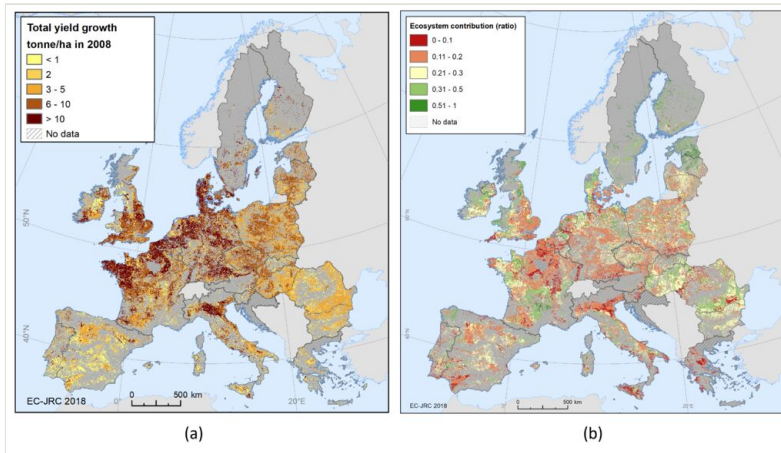 Total yield growth
tonne/ha in 2008
< 1
2
3 - 5
6 - 10
> 10
No data
50°N
40°N
0°
20°E
0 500 km
EC-JRC 2018
(a)
Ecosystem contribution (ratio)
0 - 0.1
0.11 - 0.2
0.21 - 0.3
0.31 - 0.5
0.51 - 1
No data
50°N
0 500 km
EC-JRC 2018
(b)